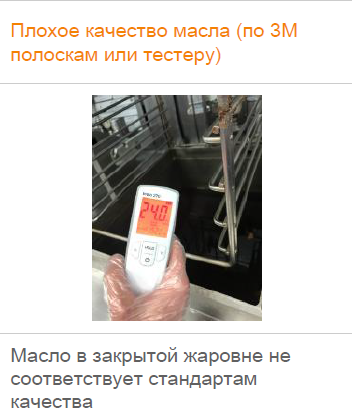 Плохое качество масла (по 3М
полоскам или тестеру)
testo 270
24.0
HOLD
Масло в закрытой жаровне не
соответствует стандартам
качества